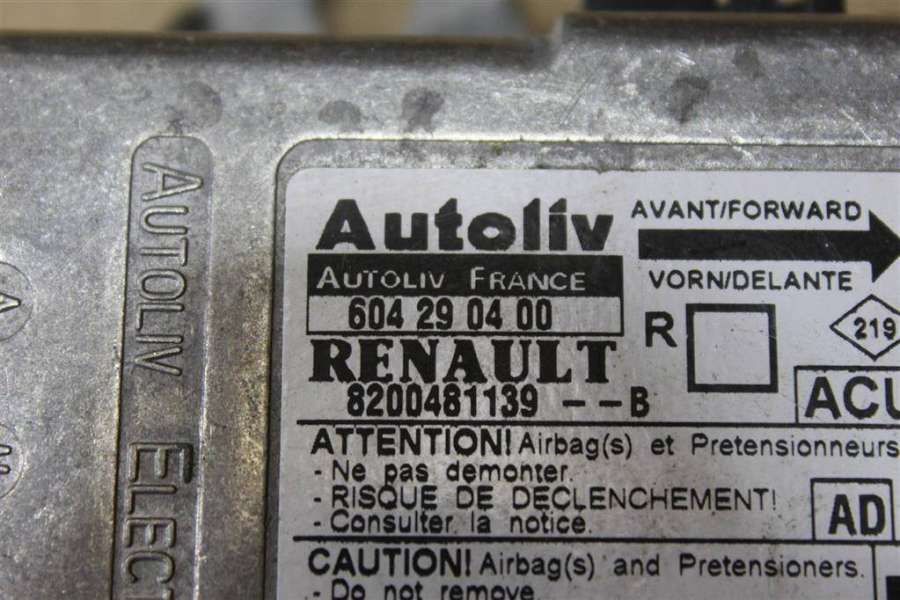 Autoliv
AVANT/FORWARD
AUTOLIV FRANCE
VORN/DELANTE
604 29 04 00
R
219
RENAULT
8200481139 --B
ACU
ATTENTION! Airbag(s) et Pretensionneurs
- Ne pas demonter.
- RISQUE DE DECLENCHEMENT!
- Consulter la notice.
AD
CAUTION! Airbag(s) and Pretensioners.
- Do not remove.
AUTOLIV ELECT